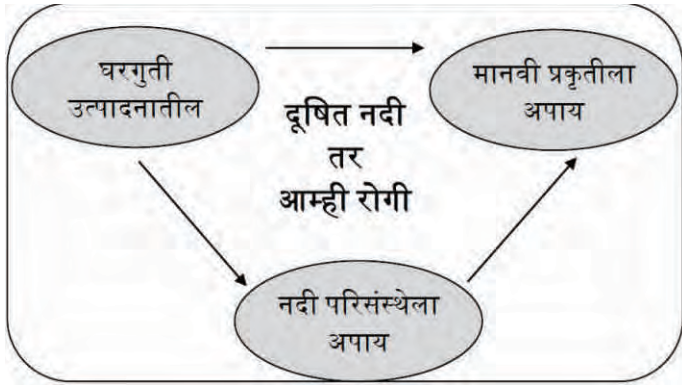 घरगुती
उत्पादनातील
मानवी प्रकृतीला
अपाय
दूषित नदी
तर
आम्ही रोगी
नदी परिसंस्थेला
अपाय